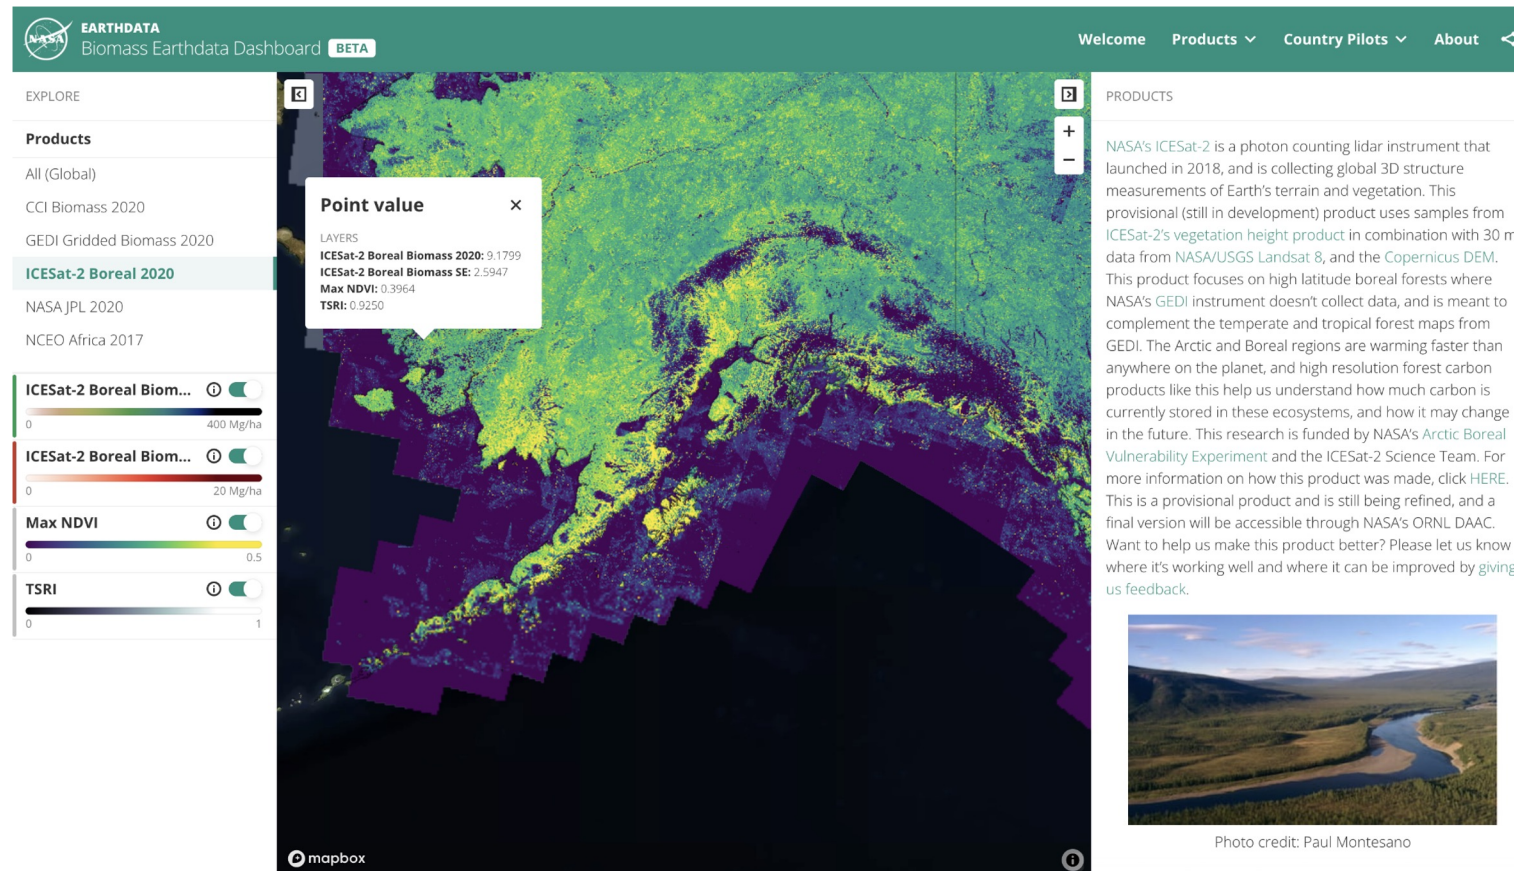 NASA
EARTHDATA
Biomass Earthdata Dashboard BETA
Welcome Products Country Pilots About
EXPLORE
Products
All (Global)
CCI Biomass 2020
GEDI Gridded Biomass 2020
ICESat-2 Boreal 2020
NASA JPL 2020
NCEO Africa 2017
ICESat-2 Boreal Biom...
0 400 Mg/ha
ICESat-2 Boreal Biom...
0 20 Mg/ha
Max NDVI
0 0.5
TSRI
0 1
Point value
LAYERS
ICESat-2 Boreal Biomass 2020: 9.1799
ICESat-2 Boreal Biomass SE: 2.5947
Max NDVI: 0.3964
TSRI: 0.9250
mapbox
PRODUCTS
NASA's ICESat-2 is a photon counting lidar instrument that
launched in 2018, and is collecting global 3D structure
measurements of Earth's terrain and vegetation. This
provisional (still in development) product uses samples from
ICESat-2's vegetation height product in combination with 30 m
data from NASA/USGS Landsat 8, and the Copernicus DEM.
This product focuses on high latitude boreal forests where
NASA's GEDI instrument doesn't collect data, and is meant to
complement the temperate and tropical forest maps from
GEDI. The Arctic and Boreal regions are warming faster than
anywhere on the planet, and high resolution forest carbon
products like this help us understand how much carbon is
currently stored in these ecosystems, and how it may change
in the future. This research is funded by NASA's Arctic Boreal
Vulnerability Experiment and the ICESat-2 Science Team. For
more information on how this product was made, click HERE.
This is a provisional product and is still being refined, and a
final version will be accessible through NASA's ORNL DAAC.
Want to help us make this product better? Please let us know
where it's working well and where it can be improved by giving
us feedback.
Photo credit: Paul Montesano